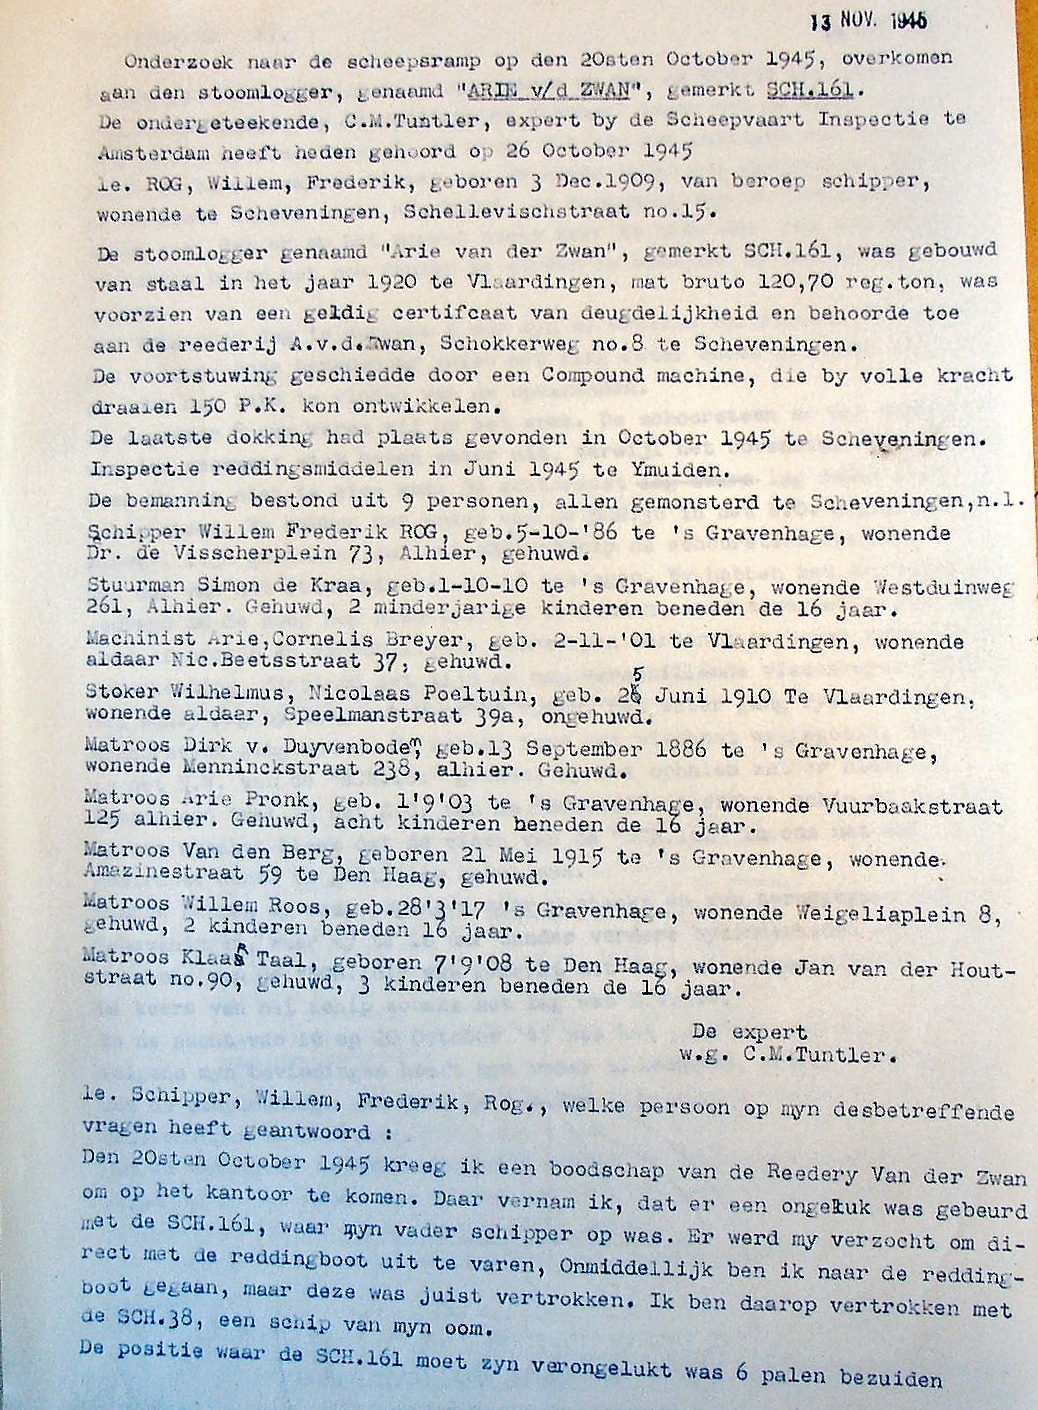 13 NOV. 1945
Onderzoek naar de scheepsramp op den 20sten October 1945, overkomen
aan den stoomlogger, genaamd "ARIE v/d ZWAN", gemerkt SCH.161.
De ondergeteekende, C.M.Tuntler, expert by de Scheepvaart Inspectie te
Amsterdam heeft heden gehoord op 26 October 1945
1e. ROG, Willem, Frederik, geboren 3 Dec.1909, van beroep schipper,
wonende te Scheveningen, Schellevischstraat no.15.
De stoomlogger genaamd "Arie van der Zwan", gemerkt SCH.161, was gebouwd
van staal in het jaar 1920 te Vlaardingen, mat bruto 120,70 reg.ton, was
voorzien van een geldig certifcaat van deugdelijkheid en behoorde toe
aan de reederij A.v.d.Zwan, Schokkerweg no.8 te Scheveningen.
De voortstuwing geschiedde door een Compound machine, die by volle kracht
draaien 150 P.K. kon ontwikkelen.
De laatste dokking had plaats gevonden in October 1945 te Scheveningen.
Inspectie reddingsmiddelen in Juni 1945 te Ymuiden.
De bemanning bestond uit 9 personen, allen gemonsterd te Scheveningen,n.l.
Schipper Willem Frederik ROG, geb.5-10-'86 te 's Gravenhage, wonende
Dr. de Visscherplein 73, Alhier, gehuwd.
Stuurman Simon de Kraa, geb.1-10-10 te 's Gravenhage, wonende Westduinweg
261, Alhier. Gehuwd, 2 minderjarige kinderen beneden de 16 jaar.
Machinist Arie,Cornelis Breyer, geb. 2-11-'01 te Vlaardingen, wonende
aldaar Nic.Beetsstraat 37, gehuwd.
Stoker Wilhelmus, Nicolaas Poeltuin, geb. 25 Juni 1910 Te Vlaardingen,
wonende aldaar, Speelmanstraat 39a, ongehuwd.
Matroos Dirk v. Duyvenboden, geb.13 September 1886 te 's Gravenhage,
wonende Menninckstraat 238, alhier. Gehuwd.
Matroos Arie Pronk, geb. 1'9'03 te 's Gravenhage, wonende Vuurbaakstraat
125 alhier. Gehuwd, acht kinderen beneden de 16 jaar.
Matroos Van den Berg, geboren 21 Mei 1915 te 's Gravenhage, wonende
Amazinestraat 59 te Den Haag, gehuwd.
Matroos Willem Roos, geb.28'3'17 's Gravenhage, wonende Weigeliaplein 8,
gehuwd, 2 kinderen beneden 16 jaar.
Matroos Klaas Taal, geboren 7'9'08 te Den Haag, wonende Jan van der Hout-
straat no.90, gehuwd, 3 kinderen beneden de 16 jaar.
De expert
w.g. C.M.Tuntler.
1e. Schipper, Willem, Frederik, Rog., welke persoon op myn desbetreffende
vragen heeft geantwoord :
Den 20sten October 1945 kreeg ik een boodschap van de Reedery Van der Zwan
om op het kantoor te komen. Daar vernam ik, dat er een ongeluk was gebeurd
met de SCH.161, waar myn vader schipper op was. Er werd my verzocht om di-
rect met de reddingboot uit te varen, Onmiddellijk ben ik naar de redding-
boot gegaan, maar deze was juist vertrokken. Ik ben daarop vertrokken met
de SCH.38, een schip van myn oom.
De positie waar de SCH.161 moet zyn verongelukt was 6 palen bezuiden